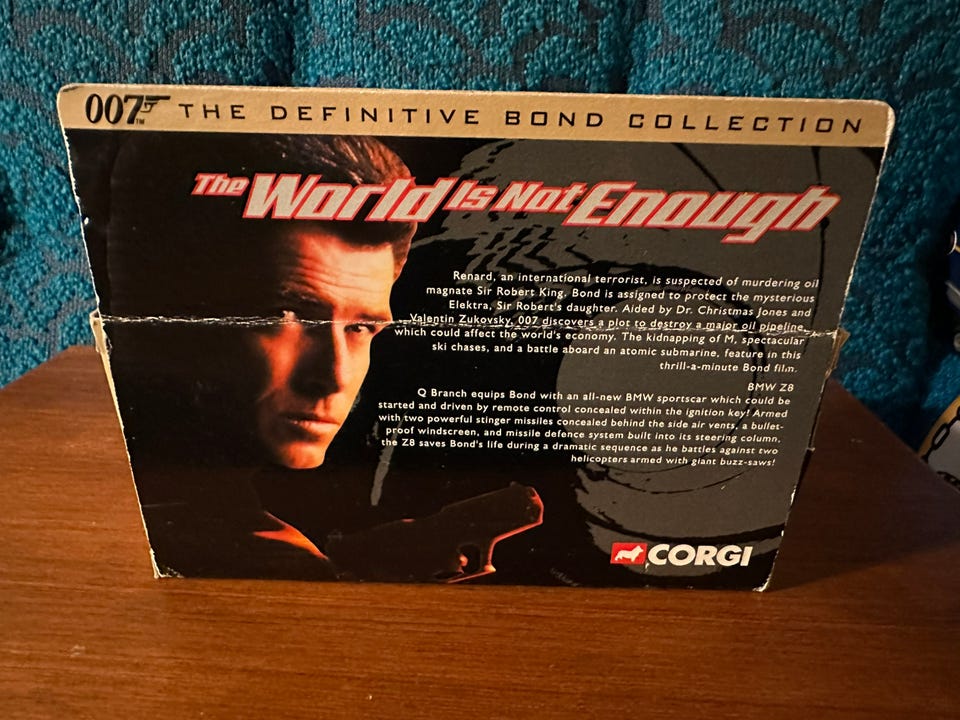 007 TM THE DEFINITIVE BOND COLLECTION
The World Is Not Enough
Renard, an international terrorist, is suspected of murdering oil
magnate Sir Robert King. Bond is assigned to protect the mysterious
Elektra, Sir Robert's daughter. Aided by Dr. Christmas Jones and
Valentin Zukovsky, 007 discovers a plot to destroy a major oil pipeline,
which could affect the world's economy. The kidnapping of M, spectacular
ski chases, and a battle aboard an atomic submarine, feature in this
thrill-a-minute Bond film.
BMW Z8
Q Branch equips Bond with an all-new BMW sportscar which could be
started and driven by remote control concealed within the ignition key! Armed
with two powerful stinger missiles concealed behind the side air vents, a bullet-
proof windscreen, and missile defence system built into its steering column,
the Z8 saves Bond's life during a dramatic sequence as he battles against two
helicopters armed with giant buzz-saws!
CORGI